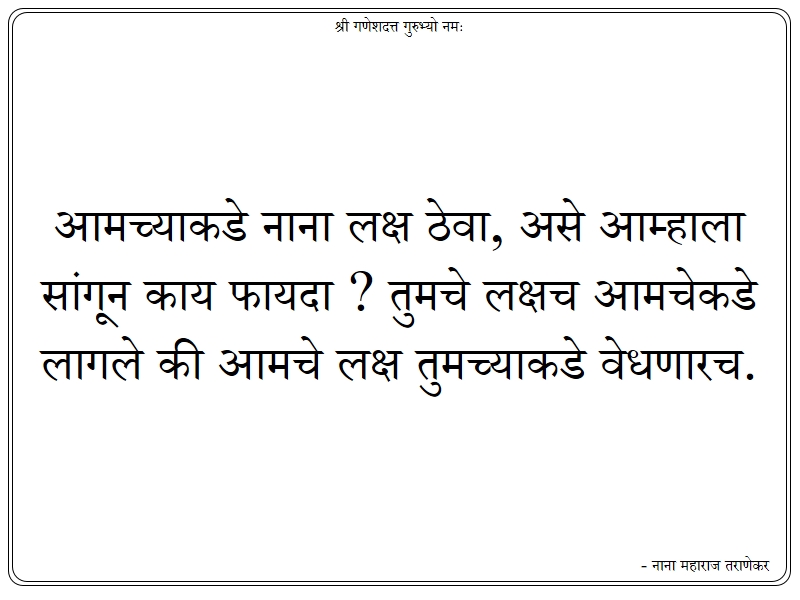 श्री गणेशदत्त गुरुभ्यो नमः
आमच्याकडे नाना लक्ष ठेवा, असे आम्हाला
सांगून काय फायदा ? तुमचे लक्षच आमचेकडे
लागले की आमचे लक्ष तुमच्याकडे वेधणारच.
- नाना महाराज तराणेकर